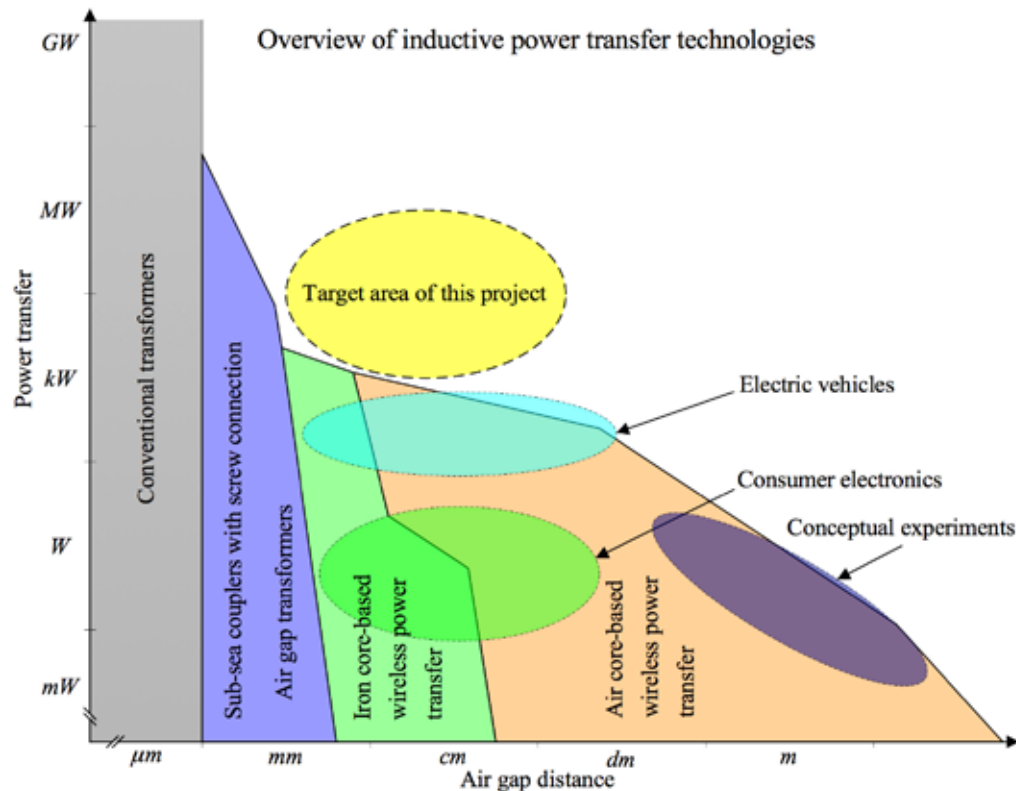 Overview of inductive power transfer technologies
GW
MW
kW
W
mW
Power transfer
Conventional transformers
Sub-sea couplers with screw connection
Air gap transformers
Iron core-based
wireless power
transfer
Air core-based
wireless power
transfer
Target area of this project
Electric vehicles
Consumer electronics
Conceptual experiments
μm
mm
cm
dm
m
Air gap distance